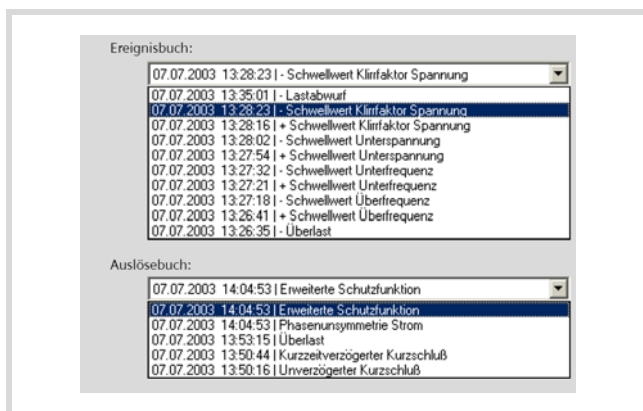 Ereignisbuch:
07.07.2003 13:28:23 | - Schwellwert Klirrfaktor Spannung
07.07.2003 13:35:01 | - Lastabwurf
07.07.2003 13:28:23 | - Schwellwert Klirrfaktor Spannung
07.07.2003 13:28:16 | + Schwellwert Klirrfaktor Spannung
07.07.2003 13:28:02 | - Schwellwert Unterspannung
07.07.2003 13:27:54 | + Schwellwert Unterspannung
07.07.2003 13:27:32 | - Schwellwert Unterfrequenz
07.07.2003 13:27:21 | + Schwellwert Unterfrequenz
07.07.2003 13:27:18 | - Schwellwert Überfrequenz
07.07.2003 13:26:41 | + Schwellwert Überfrequenz
07.07.2003 13:26:35 | - Überlast
Auslösebuch:
07.07.2003 14:04:53 | Erweiterte Schutzfunktion
07.07.2003 14:04:53 | Erweiterte Schutzfunktion
07.07.2003 14:04:53 | Phasenunsymmetrie Strom
07.07.2003 13:53:15 | Überlast
07.07.2003 13:50:44 | Kurzzeitverzögerter Kurzschluß
07.07.2003 13:50:16 | Unverzögerter Kurzschluß